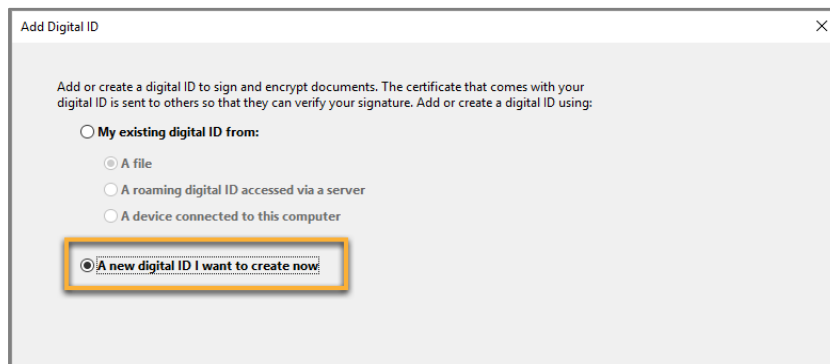 Add Digital ID
Add or create a digital ID to sign and encrypt documents. The certificate that comes with your
digital ID is sent to others so that they can verify your signature. Add or create a digital ID using:
My existing digital ID from:
A file
A roaming digital ID accessed via a server
A device connected to this computer
A new digital ID I want to create now